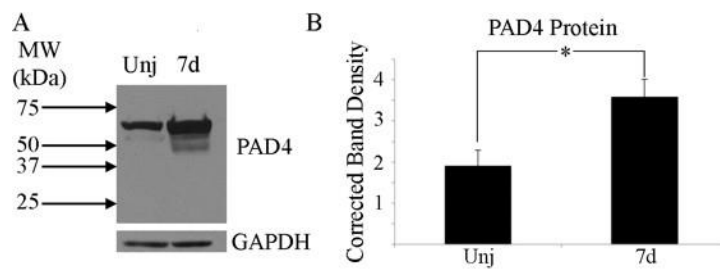 A
MW
(kDa)
Unj 7d
75
50
37
25
PAD4
GAPDH
B
PAD4 Protein
*
Corrected Band Density
4
3
2
1
Unj
7d